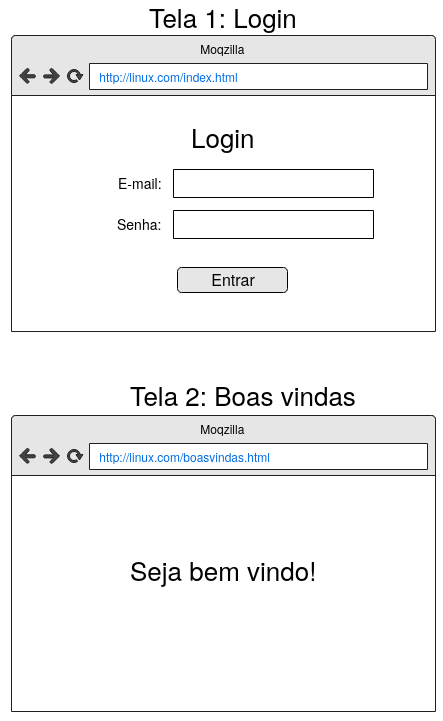 Tela 1: Login
Moqzilla
http://linux.com/index.html
Login
E-mail:
Senha:
Entrar
Tela 2: Boas vindas
Moqzilla
http://linux.com/boasvindas.html
Seja bem vindo!